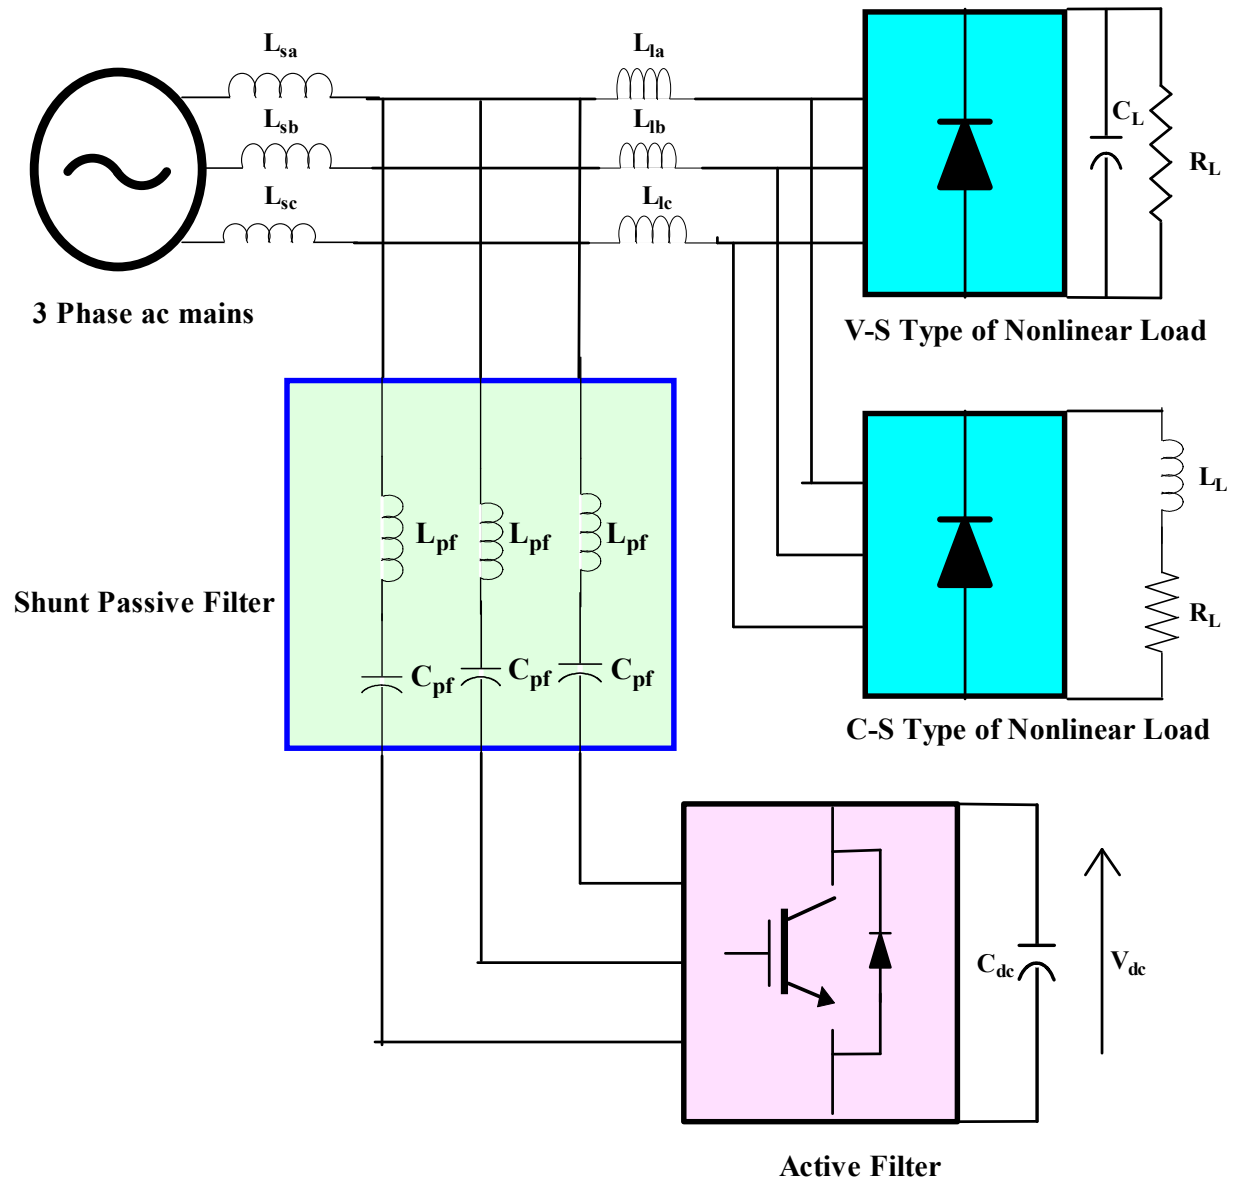 Lsa
Lla
Lsb
Llb
Lsc
Llc
CL
RL
3 Phase ac mains
V-S Type of Nonlinear Load
LL
RL
Lpf
Lpf
Lpf
Shunt Passive Filter
Cpf
Cpf
Cpf
C-S Type of Nonlinear Load
Cdc
Vdc
Active Filter